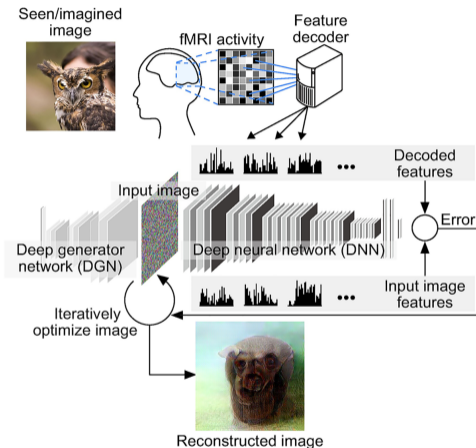 Seen/imagined
image
fMRI activity
Feature
decoder
Decoded
features
Input image
Error
Deep generator
network (DGN)
Deep neural network (DNN)
Input image
features
Iteratively
optimize image
Reconstructed image